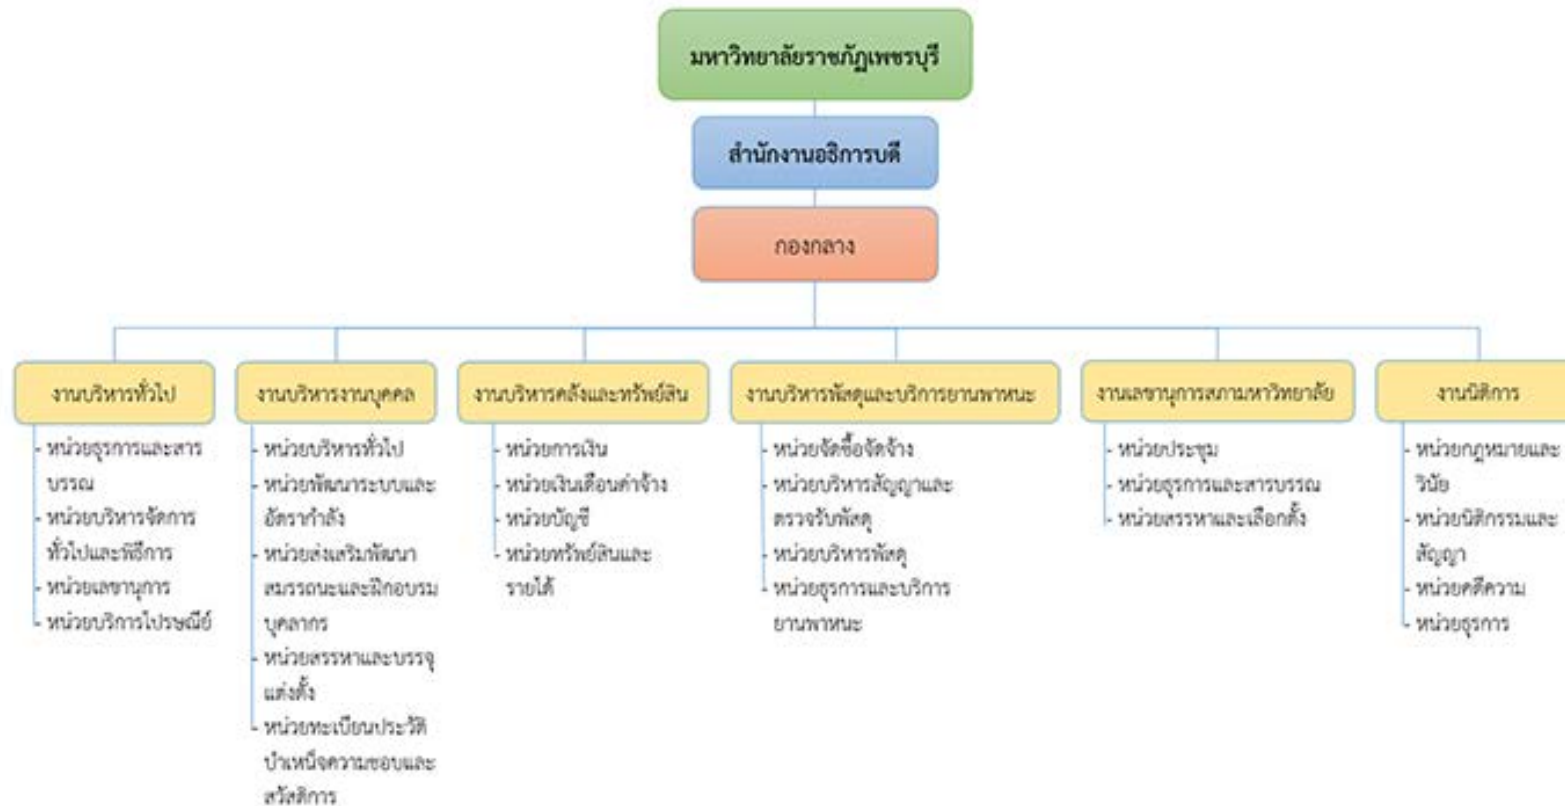 มหาวิทยาลัยราชภัฏเพชรบุรี
สำนักงานอธิการบดี
กองกลาง
งานบริหารทั่วไป
- หน่วยธุรการและสาร
บรรณ
- หน่วยบริหารจัดการ
ทั่วไปและพิธีการ
- หน่วยเลขานุการ
- หน่วยบริการไปรษณีย์
งานบริหารงานบุคคล
- หน่วยบริหารทั่วไป
- หน่วยพัฒนาระบบและ
อัตรากำลัง
- หน่วยส่งเสริมพัฒนา
สมรรถนะและฝึกอบรม
บุคลากร
- หน่วยสรรหาและบรรจุ
แต่งตั้ง
- หน่วยทะเบียนประวัติ
บำเหน็จความชอบและ
สวัสดิการ
งานบริหารคลังและทรัพย์สิน
- หน่วยการเงิน
- หน่วยเงินเดือนค่าจ้าง
- หน่วยบัญชี
- หน่วยทรัพย์สินและ
รายได้
งานบริหารพัสดุและบริการยานพาหนะ
- หน่วยจัดซื้อจัดจ้าง
- หน่วยบริหารสัญญาและ
ตรวจรับพัสดุ
- หน่วยบริหารพัสดุ
- หน่วยธุรการและบริการ
ยานพาหนะ
งานเลขานุการสภามหาวิทยาลัย
- หน่วยประชุม
- หน่วยธุรการและสารบรรณ
- หน่วยสรรหาและเลือกตั้ง
งานนิติการ
- หน่วยกฎหมายและ
วินัย
- หน่วยนิติกรรมและ
สัญญา
- หน่วยคดีความ
- หน่วยธุรการ